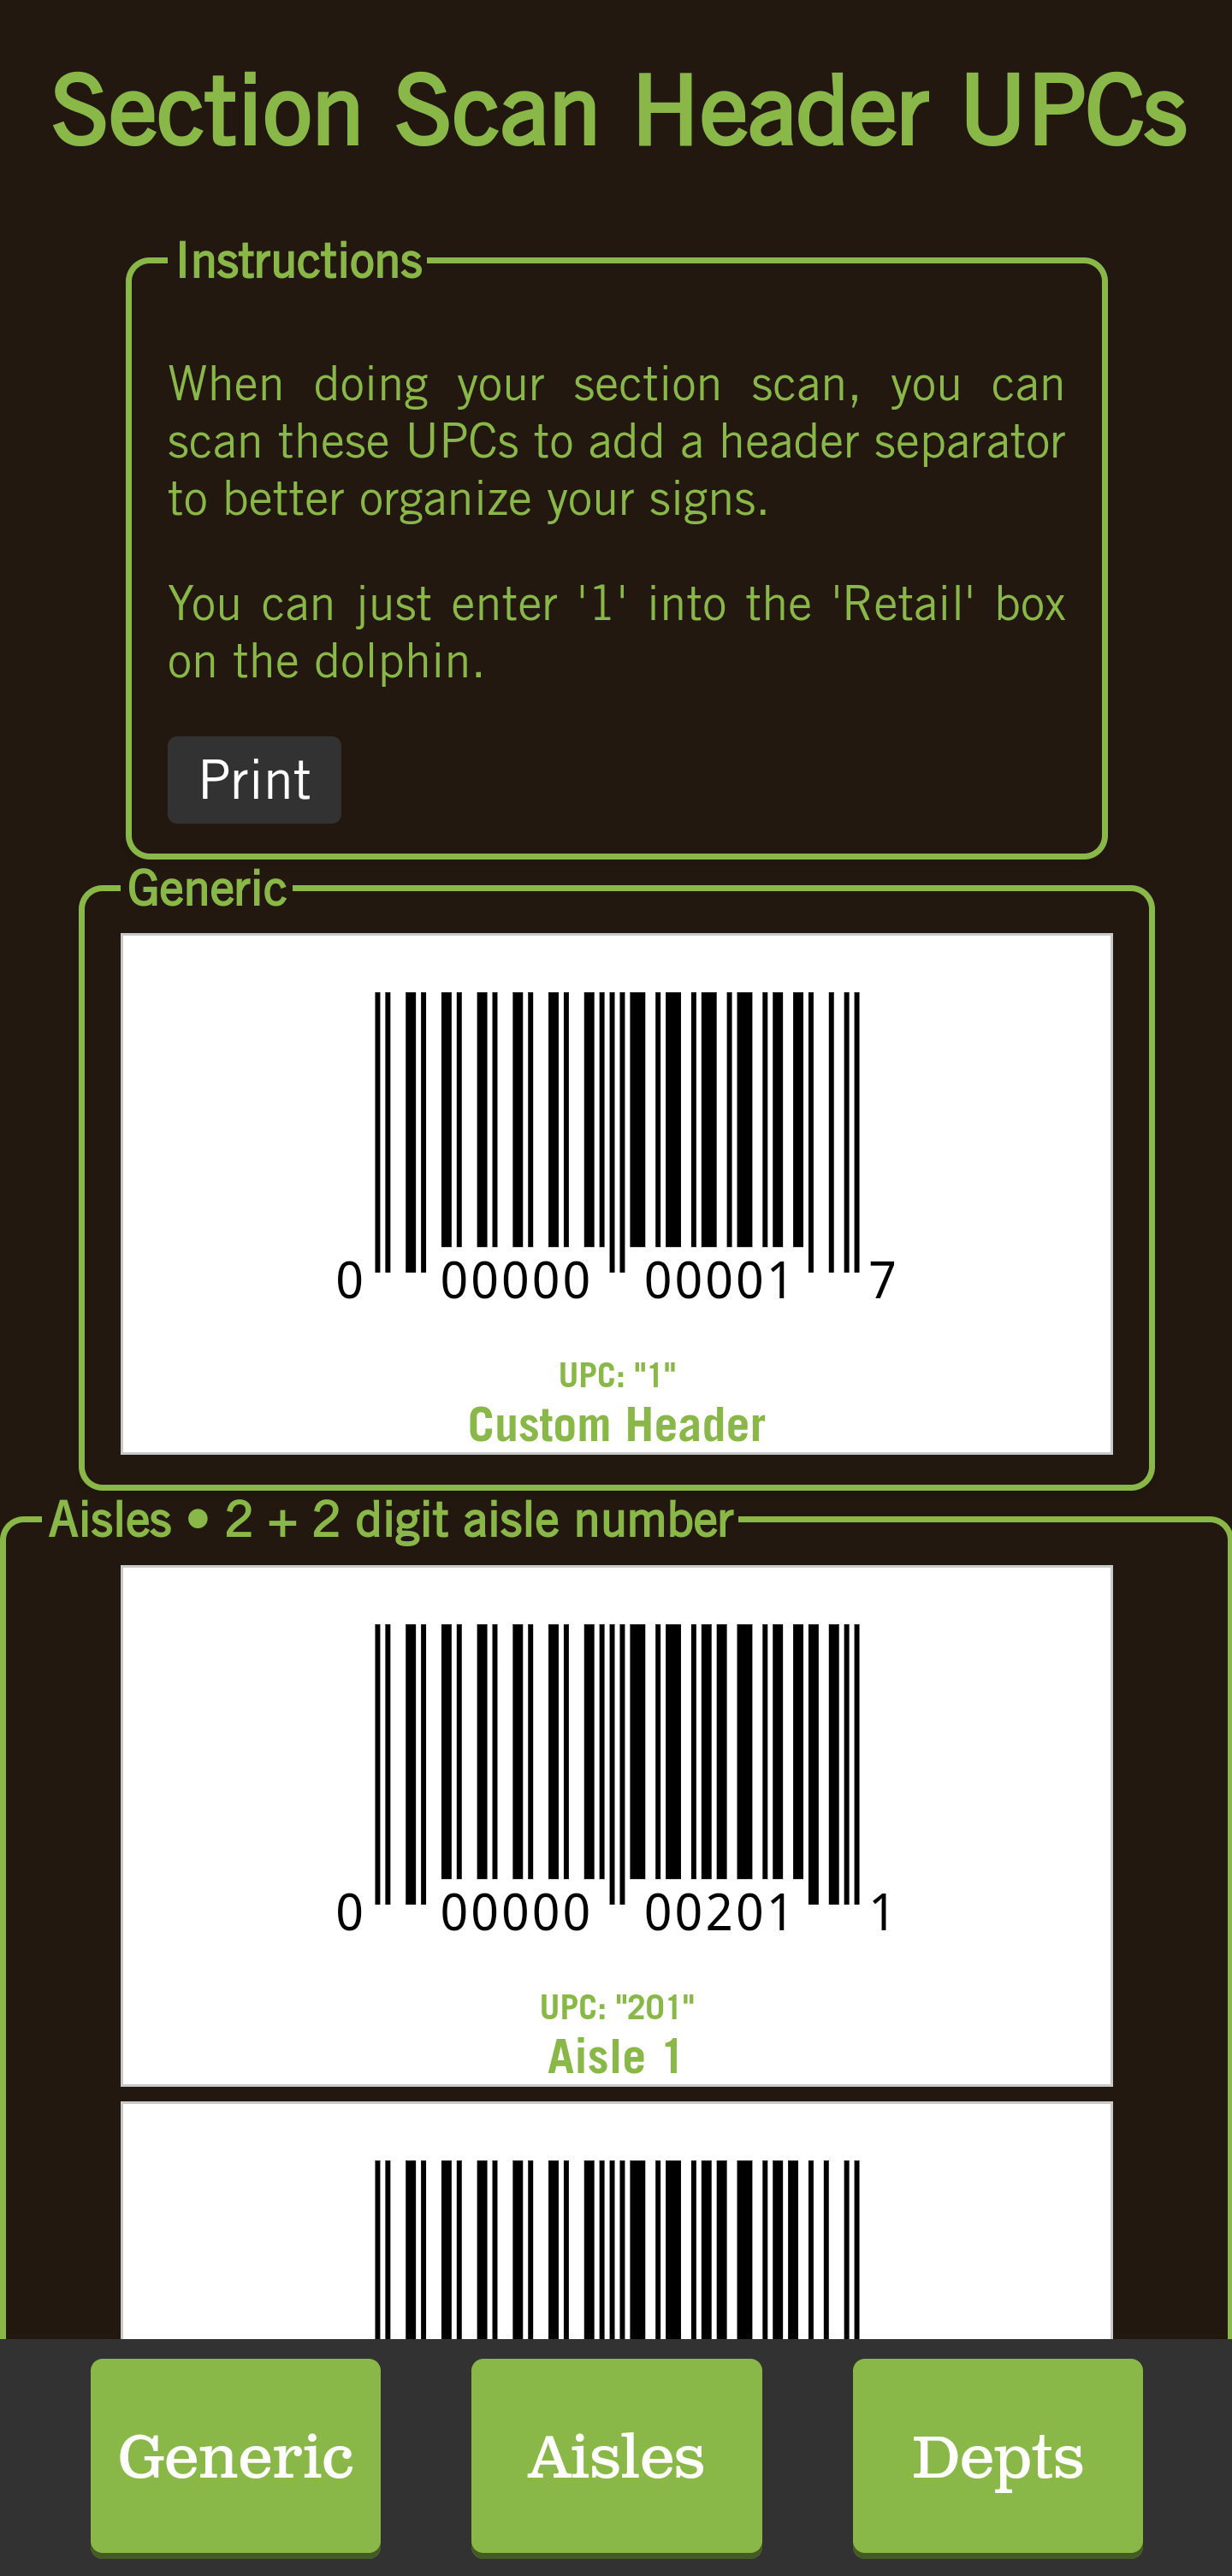 Section Scan Header UPCs
Instructions
When doing your section scan, you can
scan these UPCs to add a header separator
to better organize your signs.
You can just enter '1' into the 'Retail' box
on the dolphin.
Print
Generic
0 00000 00001 7
UPC: "1"
Custom Header
Aisles • 2 + 2 digit aisle number
0 00000 00201 1
UPC: "201"
Aisle 1
Generic Aisles Depts